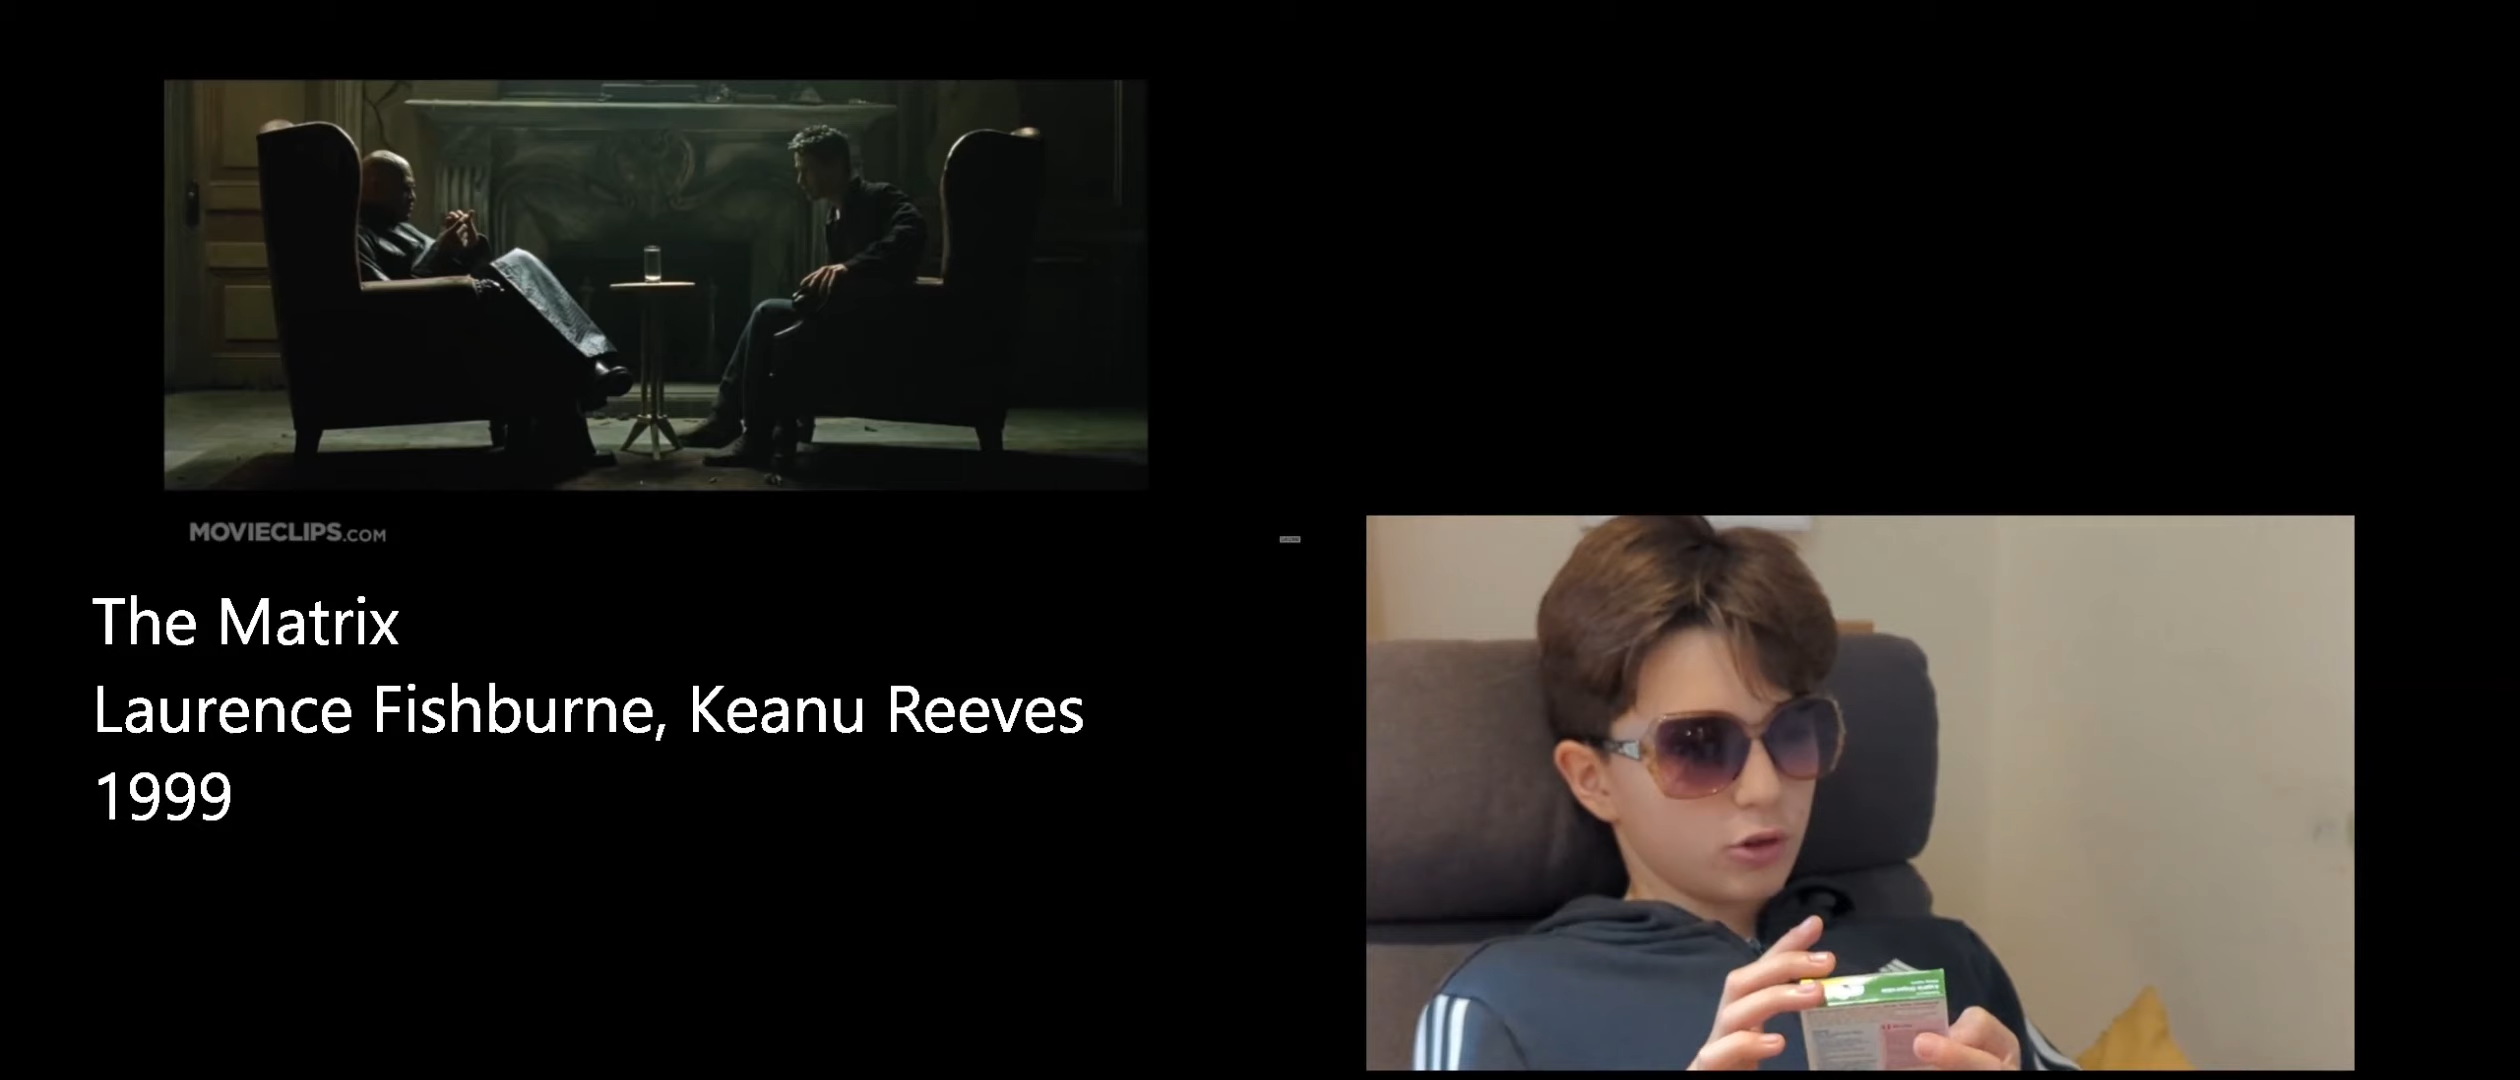 MOVIECLIPS.COM
The Matrix
Laurence Fishburne, Keanu Reeves
1999